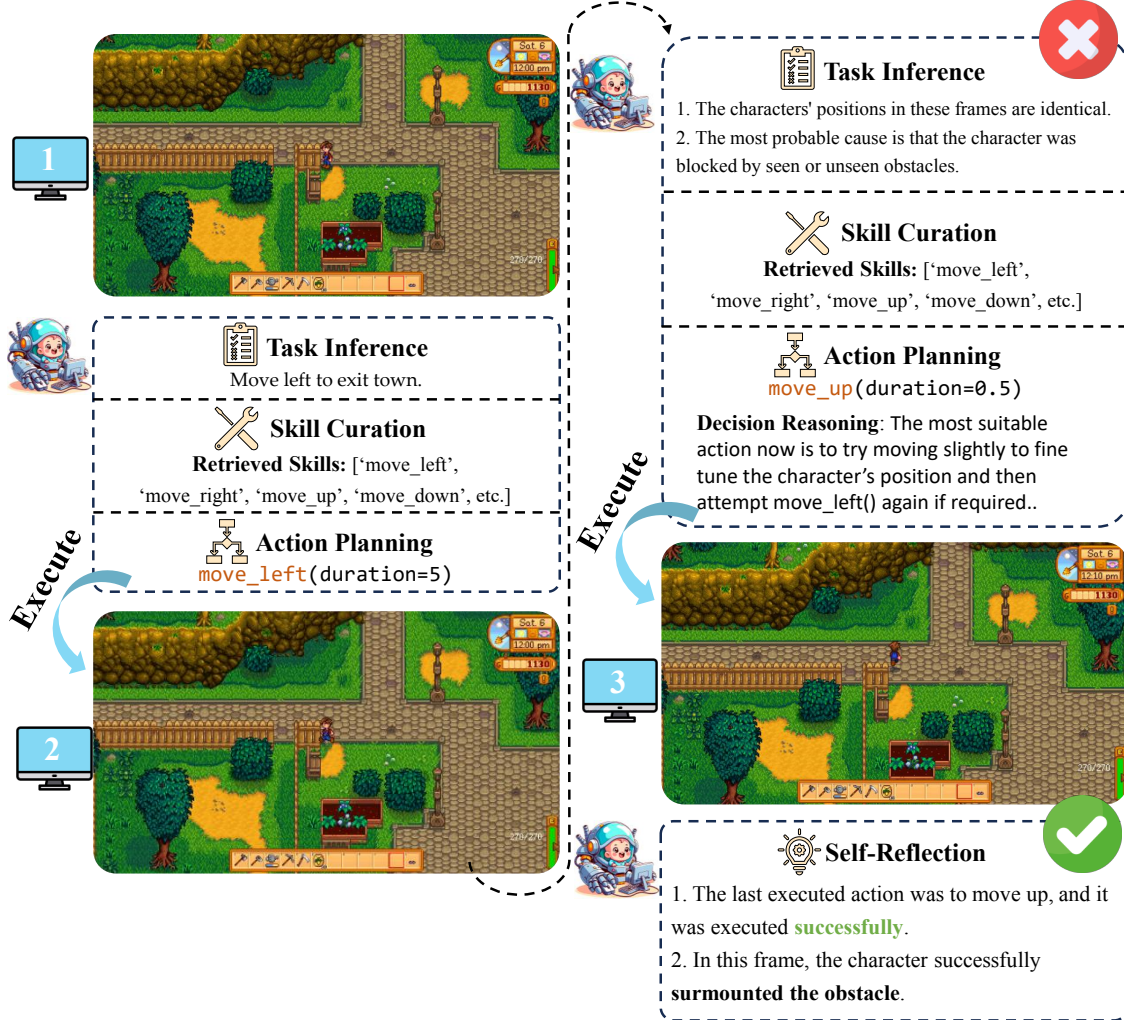 Sat. 6
12:00 pm
1130
270/270
1
Task Inference
Move left to exit town.
Skill Curation
Retrieved Skills: [‘move_left’,
‘move_right’, ‘move_up’, ‘move_down’, etc.]
Action Planning
move_left(duration=5)
Execute
Sat. 6
12:00 pm
1130
270/270
2
Task Inference
1. The characters' positions in these frames are identical.
2. The most probable cause is that the character was
blocked by seen or unseen obstacles.
Skill Curation
Retrieved Skills: [‘move_left’,
‘move_right’, ‘move_up’, ‘move_down’, etc.]
Action Planning
move_up(duration=0.5)
Decision Reasoning: The most suitable
action now is to try moving slightly to fine
tune the character’s position and then
attempt move_left() again if required..
Execute
Sat. 6
12:10 pm
1130
270/270
3
Self-Reflection
1. The last executed action was to move up, and it
was executed successfully.
2. In this frame, the character successfully
surmounted the obstacle.